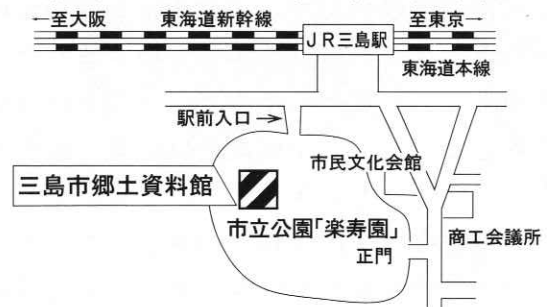 ←至大阪
東海道新幹線
至東京→
JR三島駅
東海道本線
駅前入口→
市民文化会館
三島市郷土資料館
市立公園「楽寿園」
正門
商工会議所